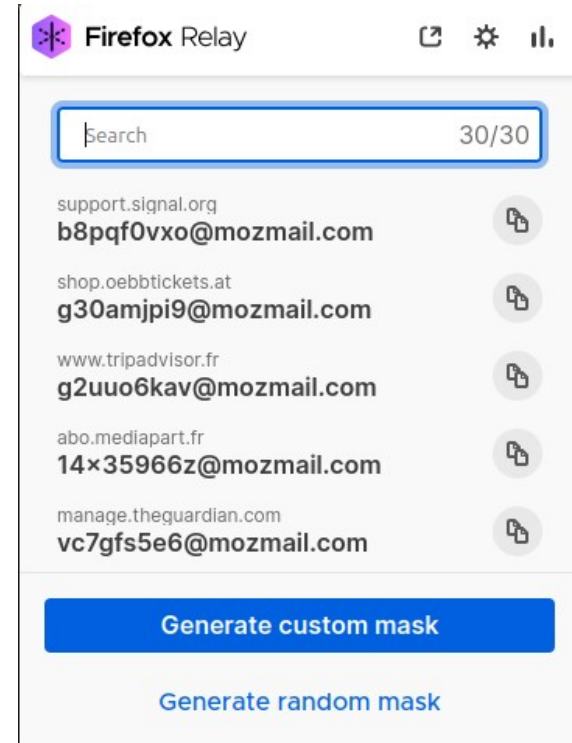 Firefox Relay
Search 30/30
support.signal.org
b8pqf0vxo@mozmail.com
shop.oebbtickets.at
g30amjpi9@mozmail.com
www.tripadvisor.fr
g2uuo6kav@mozmail.com
abo.mediapart.fr
14×35966z@mozmail.com
manage.theguardian.com
vc7gfs5e6@mozmail.com
Generate custom mask
Generate random mask